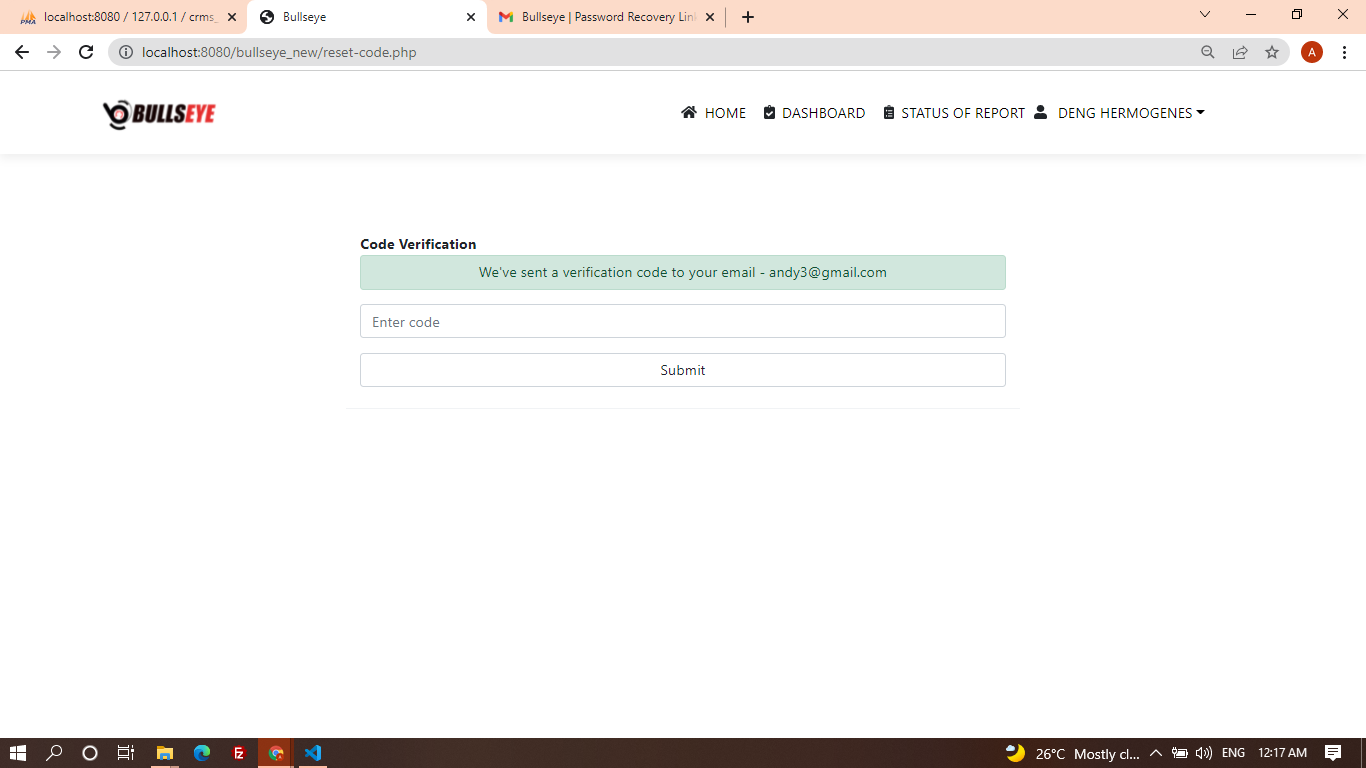 localhost:8080 / 127.0.0.1 / crms_
Bullseye
Bullseye | Password Recovery Lin
localhost:8080/bullseye_new/reset-code.php
A
BULLSEYE
HOME
DASHBOARD
STATUS OF REPORT
DENG HERMOGENES
Code Verification
We've sent a verification code to your email - andy3@gmail.com
Enter code
Submit
26°C Mostly cl...
ENG
12:17 AM